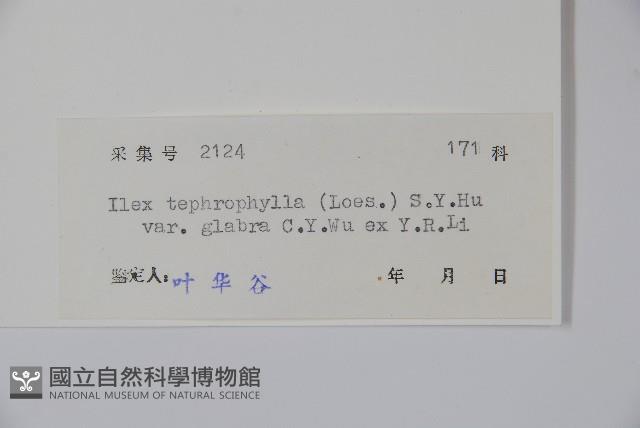 采集号 2124 171 科
Ilex tephrophylla (Loes.) S.Y.Hu
var. glabra C.Y.Wu ex Y.R.Li
鉴定人: 叶华谷 年 月 日
國立自然科學博物館
NATIONAL MUSEUM OF NATURAL SCIENCE